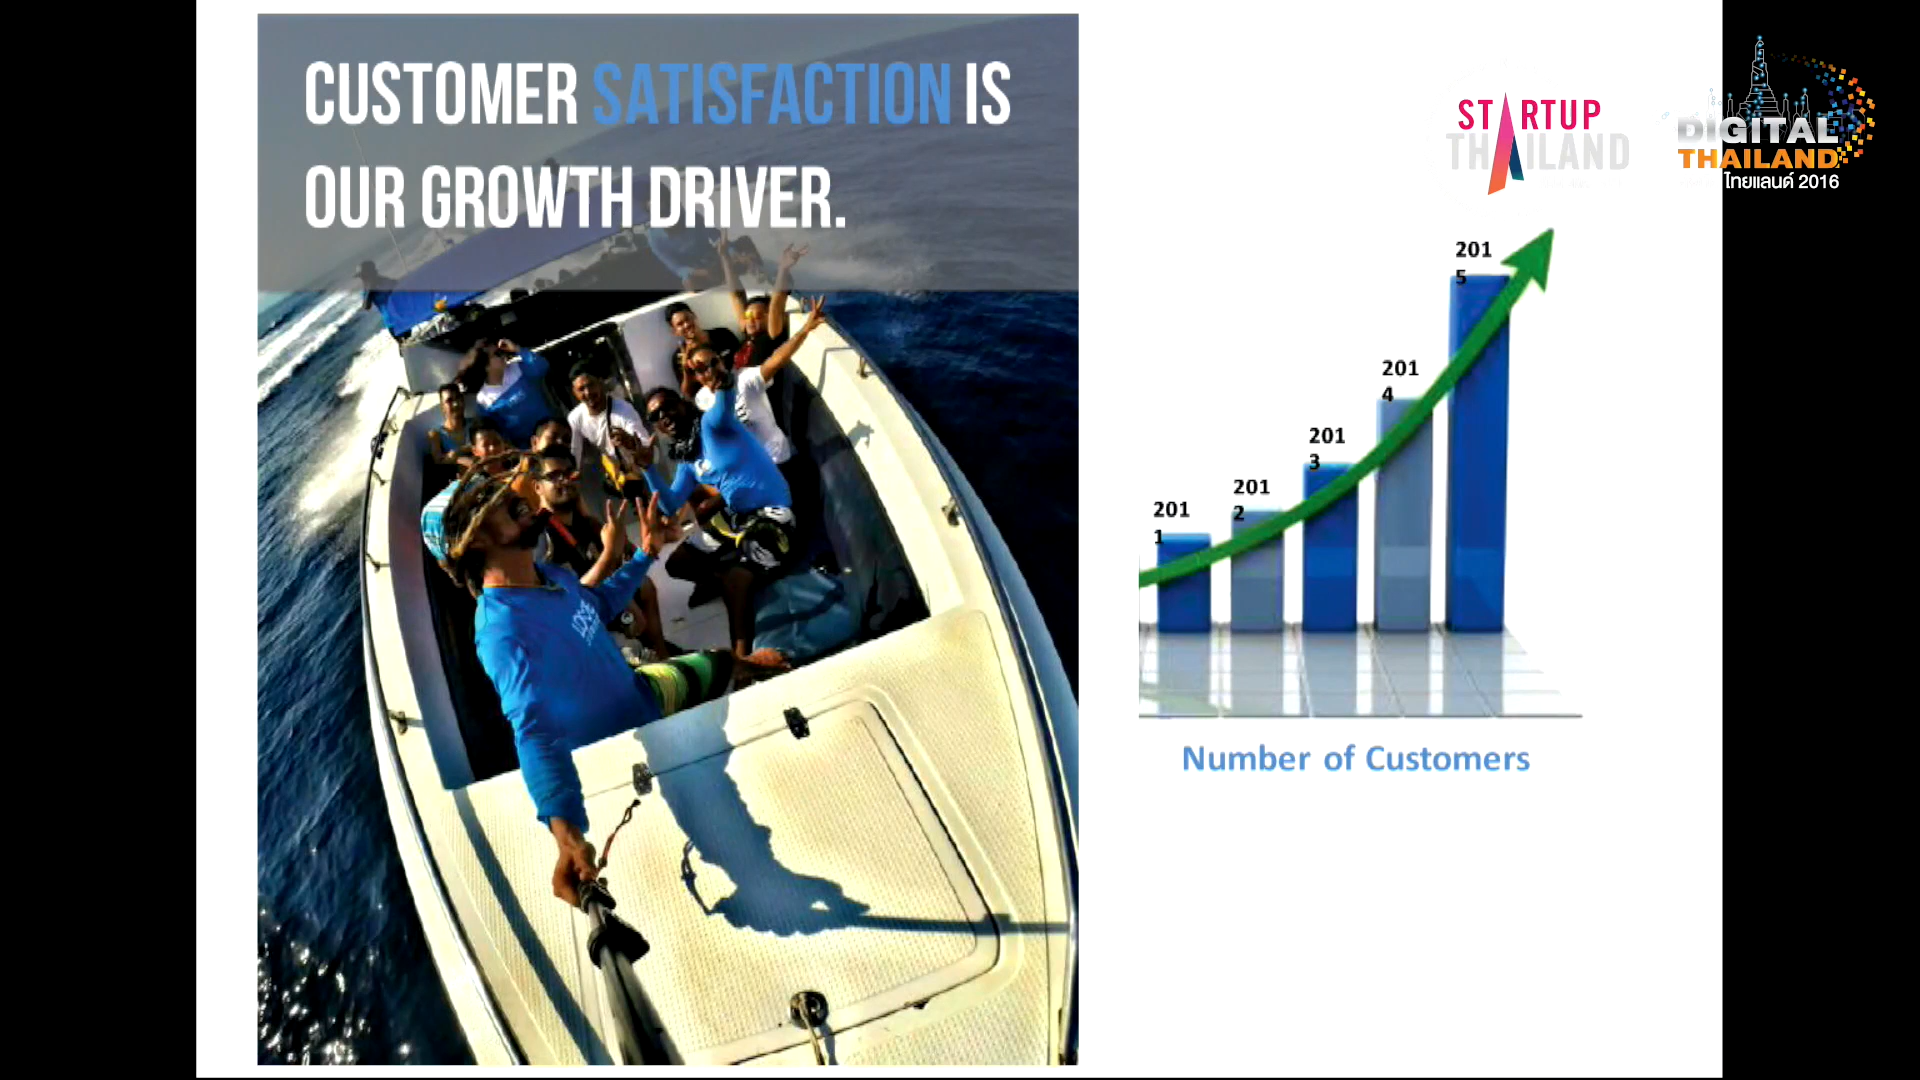 CUSTOMER SATISFACTION IS
OUR GROWTH DRIVER.
STARTUP
THAILAND
DIGITAL
THAILAND
ไทยแลนด์ 2016
201
5
201
4
201
3
201
2
201
1
Number of Customers